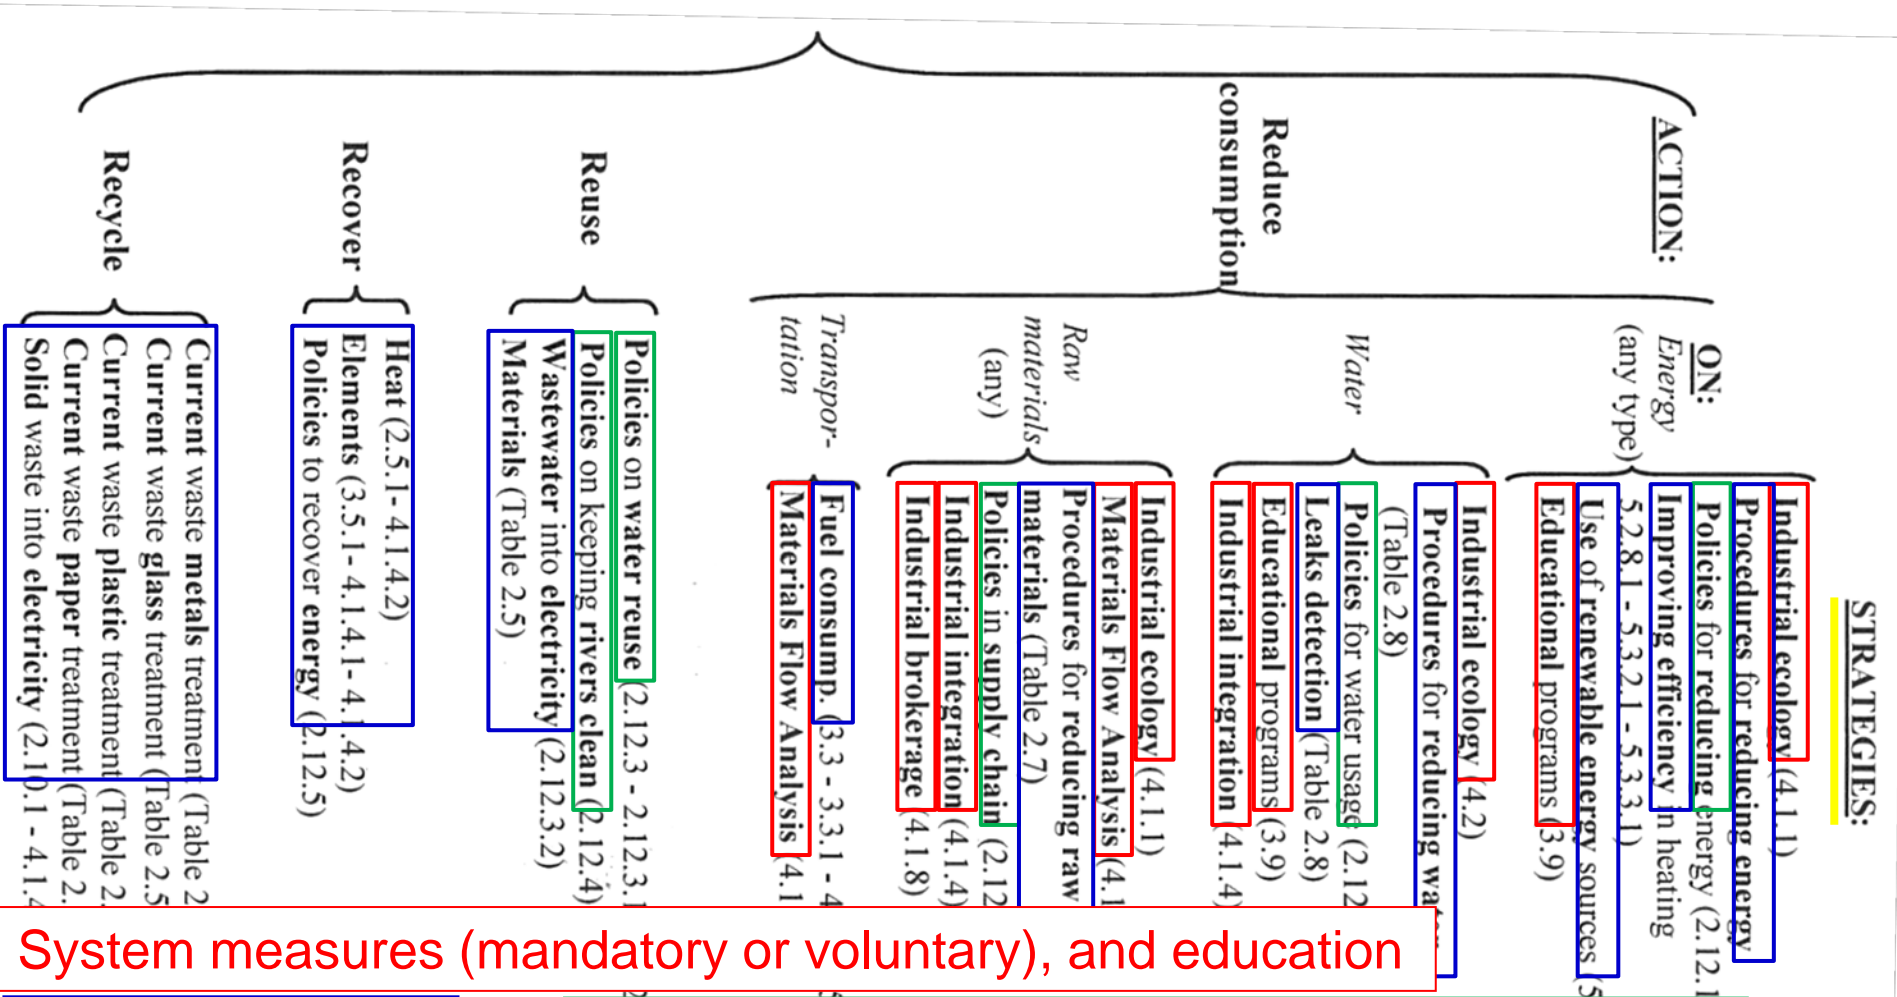 ACTION:
ON:
STRATEGIES:
Reduce
consumption
Energy
(any type)
Industrial ecology (4.1.1)
Procedures for reducing energy
Policies for reducing energy (2.12.1
Improving efficiency in heating
5.2.8.1 - 5.3.2.1 - 5.3.3.1)
Use of renewable energy sources (5
Educational programs (3.9)
Water
Industrial ecology (4.2)
Procedures for reducing
(Table 2.8)
Policies for water usage (2.12
Leaks detection (Table 2.8)
Educational programs (3.9)
Industrial integration (4.1.4)
Raw
materials
(any)
Industrial ecology (4.1.1)
Materials Flow Analysis (4.1
Procedures for reducing raw
materials (Table 2.7)
Policies in supply chain (2.12
Industrial integration (4.1.4)
Industrial brokerage (4.1.8)
Transpor-
tation
Fuel consump. (3.3 - 3.3.1 - 4
Materials Flow Analysis (4.1
Reuse
Policies on water reuse (2.12.3 - 2.12.3.1
Policies on keeping rivers clean (2.12.4)
Wastewater into electricity (2.12.3.2)
Materials (Table 2.5)
Recover
Heat (2.5.1- 4.1.4.2)
Elements (3.5.1- 4.1.4.1- 4.1.4.2)
Policies to recover energy (2.12.5)
Recycle
Current waste metals treatment (Table 2
Current waste glass treatment (Table 2.5
Current waste plastic treatment (Table 2.
Current waste paper treatment (Table 2.
Solid waste into electricity (2.10.1 - 4.1.4
System measures (mandatory or voluntary), and education